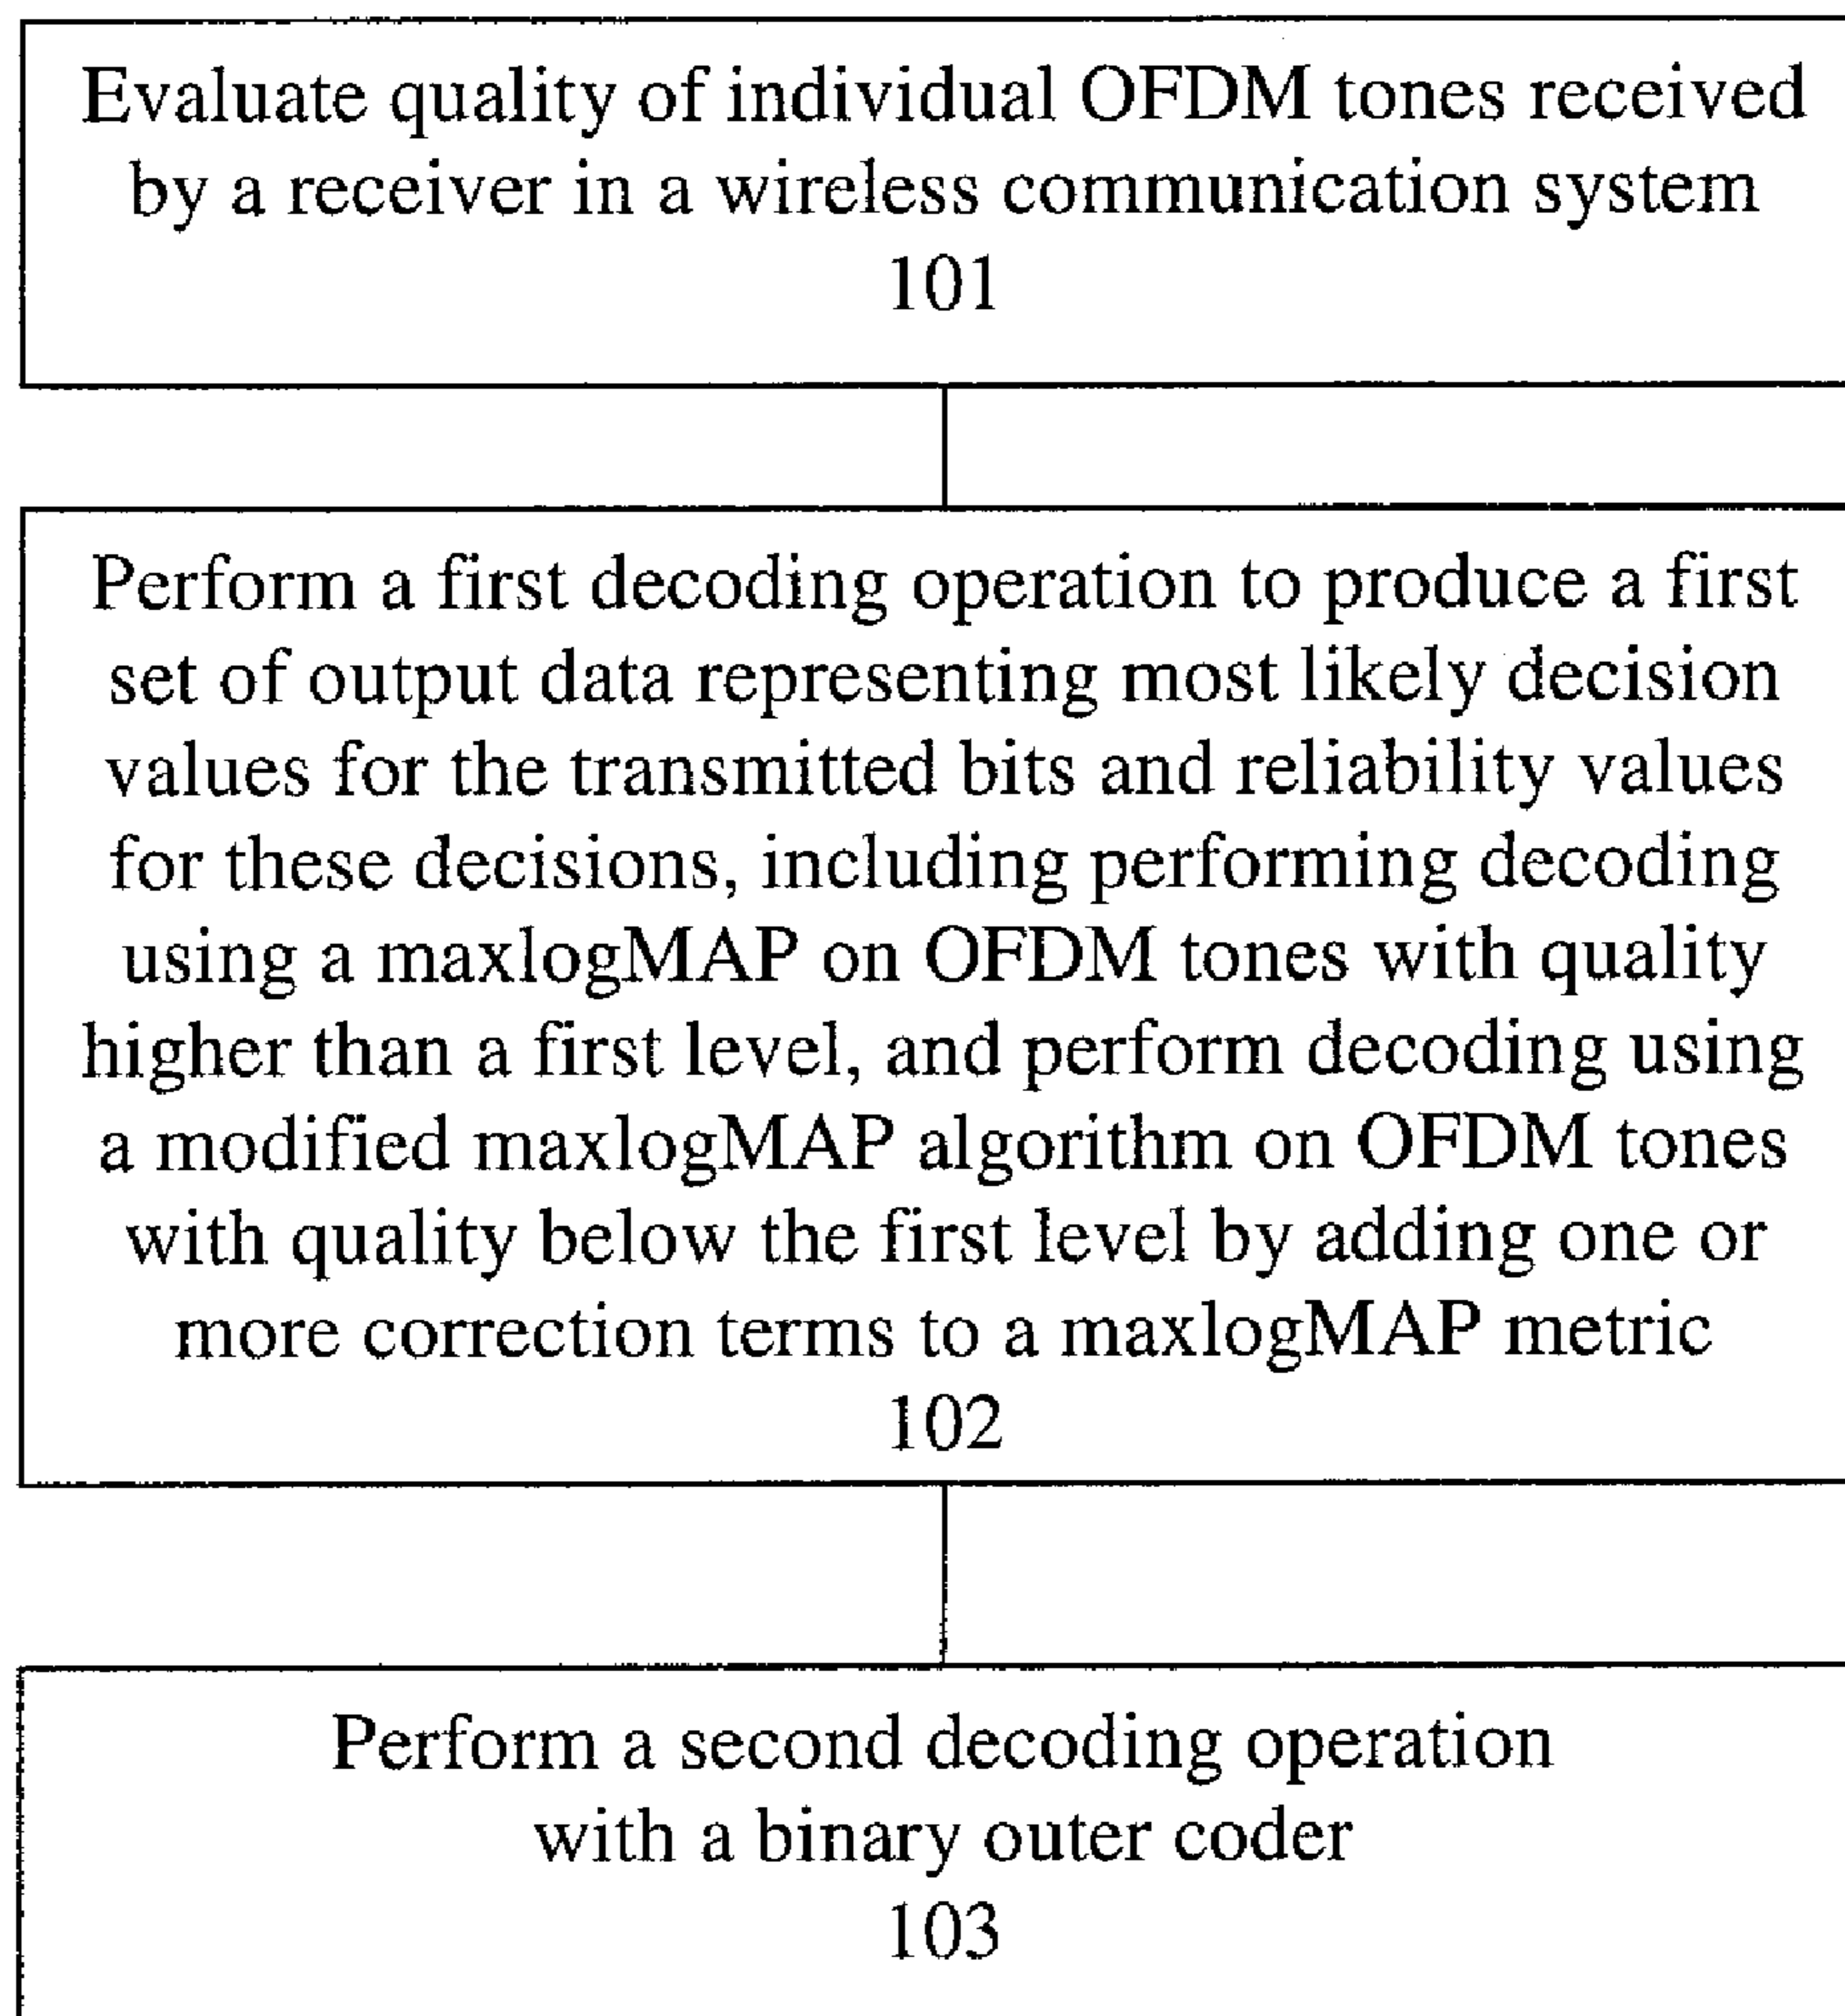 Evaluate quality of individual OFDM tones received
by a receiver in a wireless communication system
101
Perform a first decoding operation to produce a first
set of output data representing most likely decision
values for the transmitted bits and reliability values
for these decisions, including performing decoding
using a maxlogMAP on OFDM tones with quality
higher than a first level, and perform decoding using
a modified maxlogMAP algorithm on OFDM tones
with quality below the first level by adding one or
more correction terms to a maxlogMAP metric
102
Perform a second decoding operation
with a binary outer coder
103